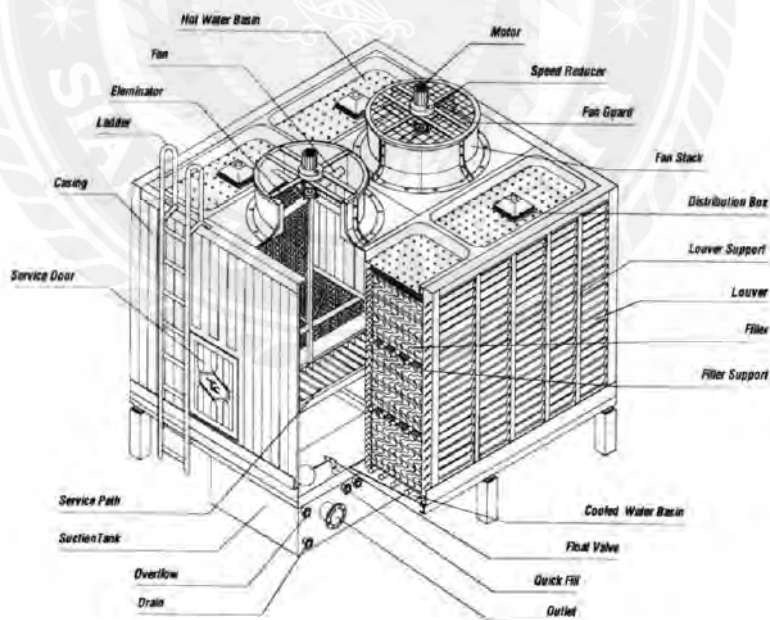 Hot Water Basin
Motor
Fan
Speed Reducer
Eleminator
Fan Guard
Ladder
Fan Stack
Casing
Distribution Box
Louver Support
Service Door
Louver
Filler
Filler Support
Service Path
Cooled Water Basin
Suction Tank
Float Valve
Overflow
Quick Fill
Drain
Outlet